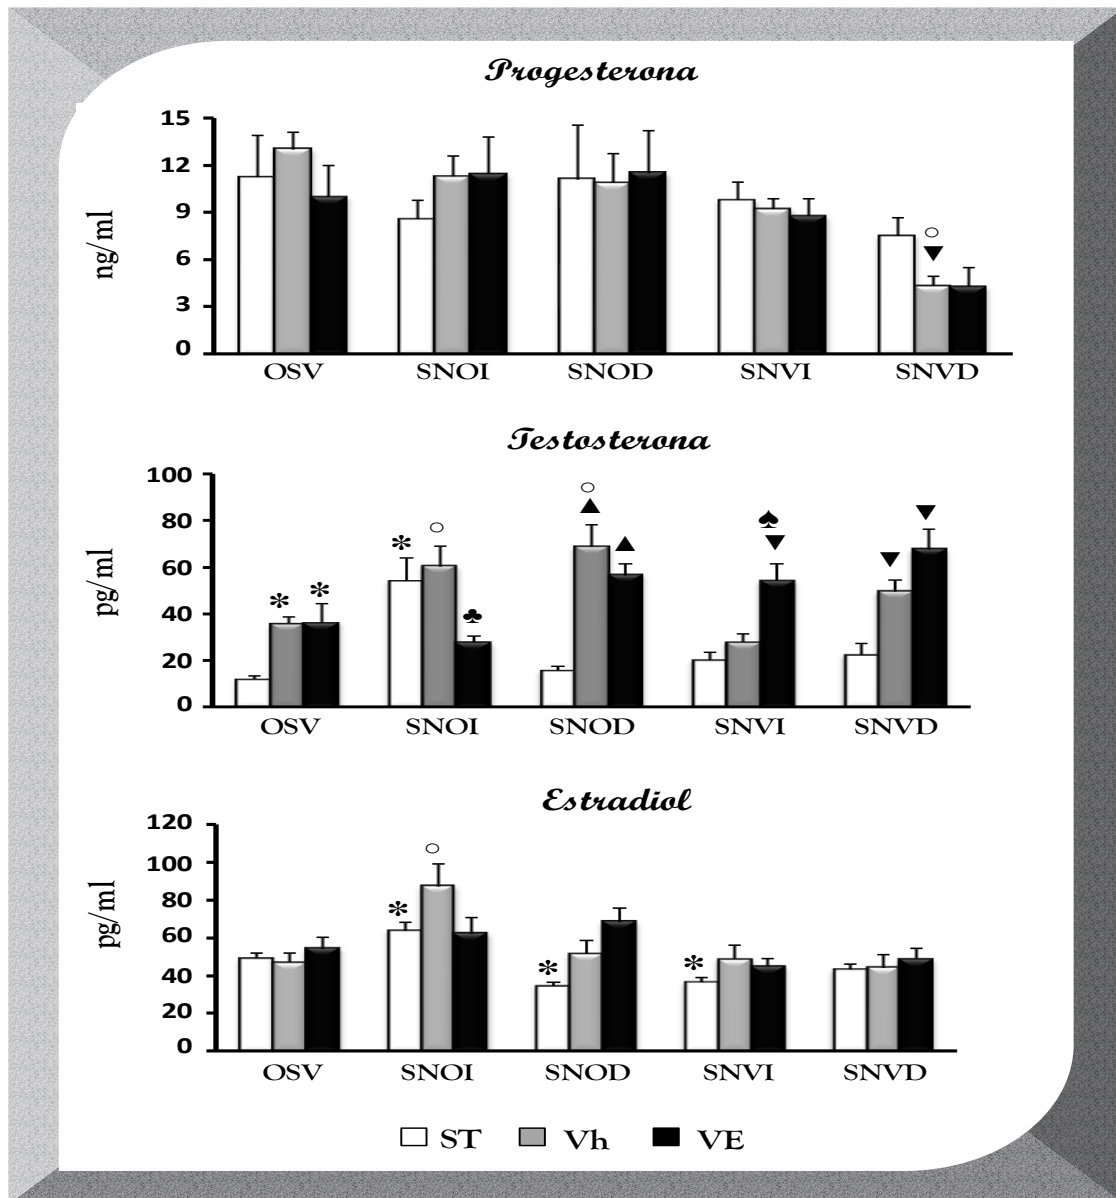 Progesterona
15
12
9
6
3
0
ng/ml
OSV SNOI SNOD SNVI SNVD
○
▼
Testosterona
100
80
60
40
20
0
pg/ml
OSV SNOI SNOD SNVI SNVD
* * * ○ ♣ ○ ▲ ▲ ♠ ▼ ▼ ▼
Estradiol
120
100
80
60
40
20
0
pg/ml
OSV SNOI SNOD SNVI SNVD
* ○ * *
ST Vh VE